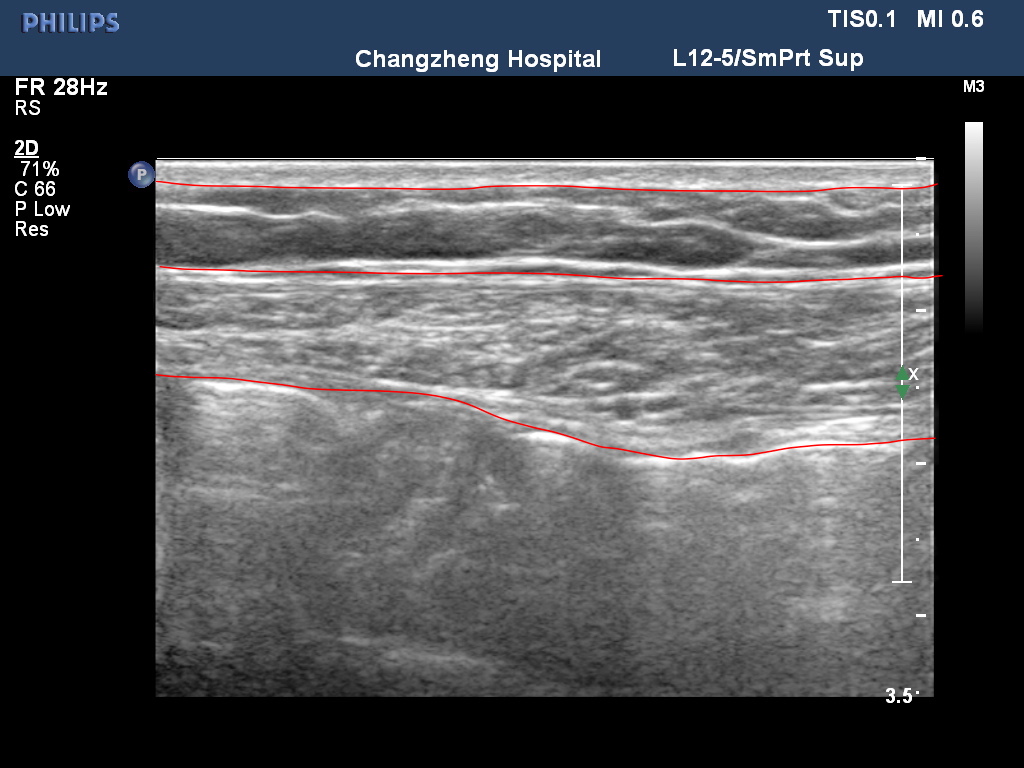 PHILIPS
TIS0.1 MI 0.6
Changzheng Hospital
L12-5/SmPrt Sup
FR 28Hz
RS
M3
2D
71%
C 66
P Low
Res
P
X
3.5